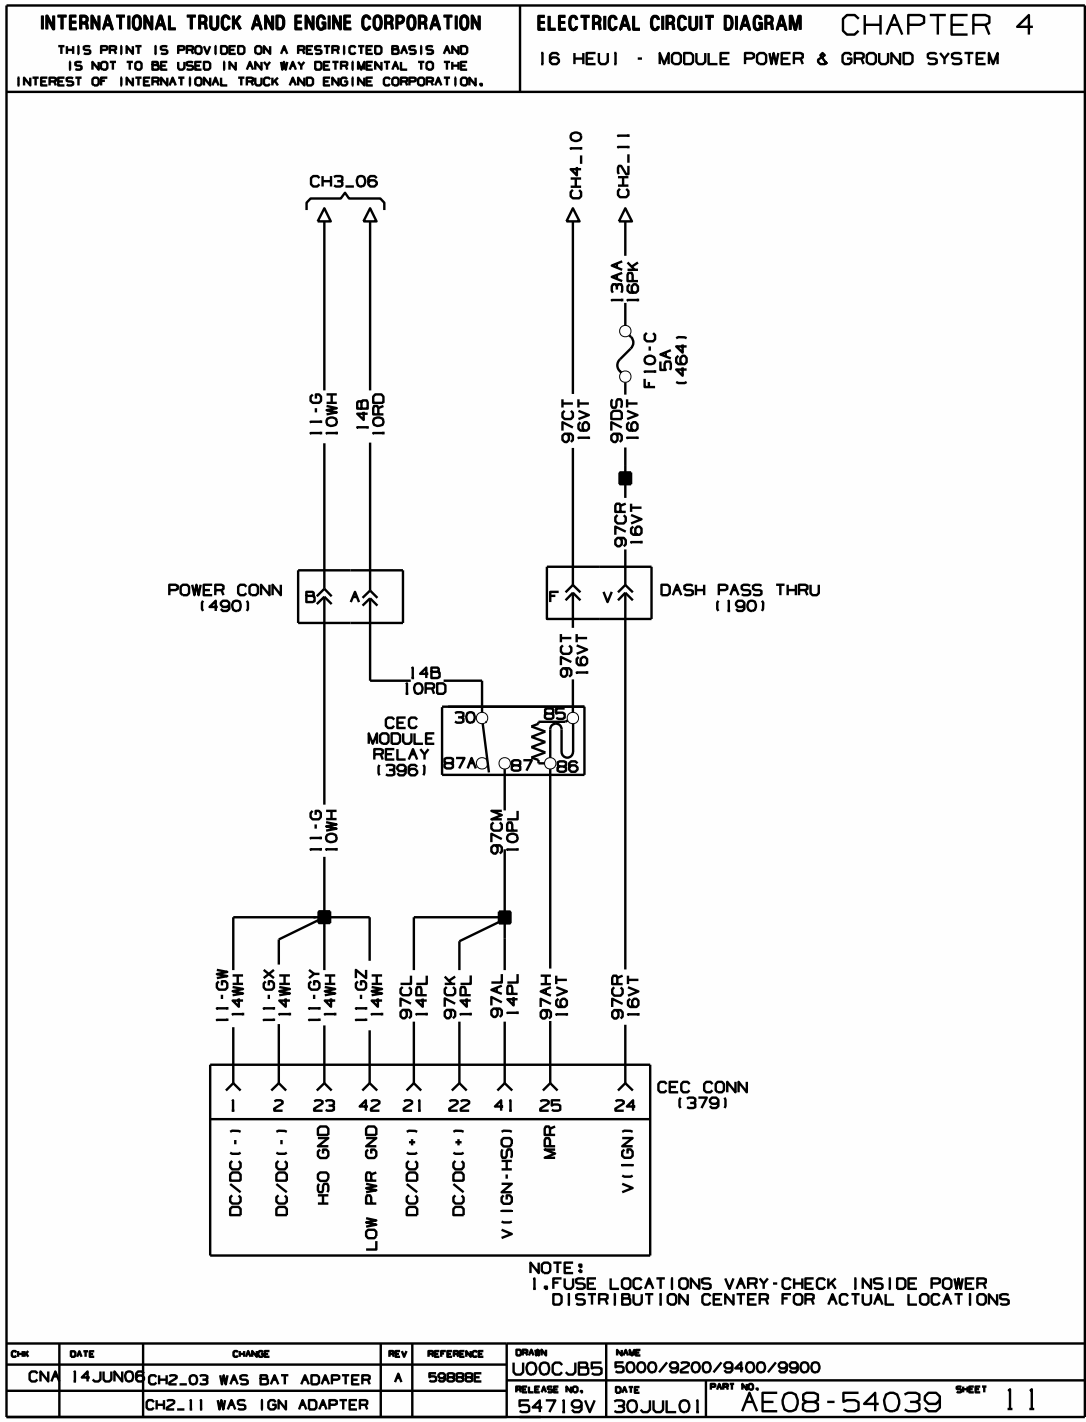 INTERNATIONAL TRUCK AND ENGINE CORPORATION
THIS PRINT IS PROVIDED ON A RESTRICTED BASIS AND
IS NOT TO BE USED IN ANY WAY DETRIMENTAL TO THE
INTEREST OF INTERNATIONAL TRUCK AND ENGINE CORPORATION.
ELECTRICAL CIRCUIT DIAGRAM CHAPTER 4
16 HEUI - MODULE POWER & GROUND SYSTEM
CH3_06
CH4_10
CH2_11
13AA
16PK
F10-C
5A
(464)
11-G
10WH
14B
10RD
97CT
16VT
97DS
16VT
97CR
16VT
POWER CONN
(490)
B
A
F
V
DASH PASS THRU
(190)
97CT
16VT
14B
10RD
CEC
MODULE
RELAY
(396)
30
85
87A
87
86
11-G
10WH
97CM
10PL
11-GW
14WH
11-GX
14WH
11-GY
14WH
11-GZ
14WH
97CL
14PL
97CK
14PL
97AL
14PL
97AH
16VT
97CR
16VT
CEC CONN
(379)
1 2 23 42 21 22 41 25 24
DC/DC(-)
DC/DC(-)
HSO GND
LOW PWR GND
DC/DC(+)
DC/DC(+)
V(IGN-HSO)
MPR
V(IGN)
NOTE:
1.FUSE LOCATIONS VARY-CHECK INSIDE POWER
DISTRIBUTION CENTER FOR ACTUAL LOCATIONS
CHK DATE CHANGE REV REFERENCE
CNA 14JUN06 CH2_03 WAS BAT ADAPTER A 59888E
CH2_11 WAS IGN ADAPTER
DRAWN
U00CJB5
NAME
5000/9200/9400/9900
RELEASE NO.
54719V
DATE
30JUL01
PART NO.
AE08-54039
SHEET
11